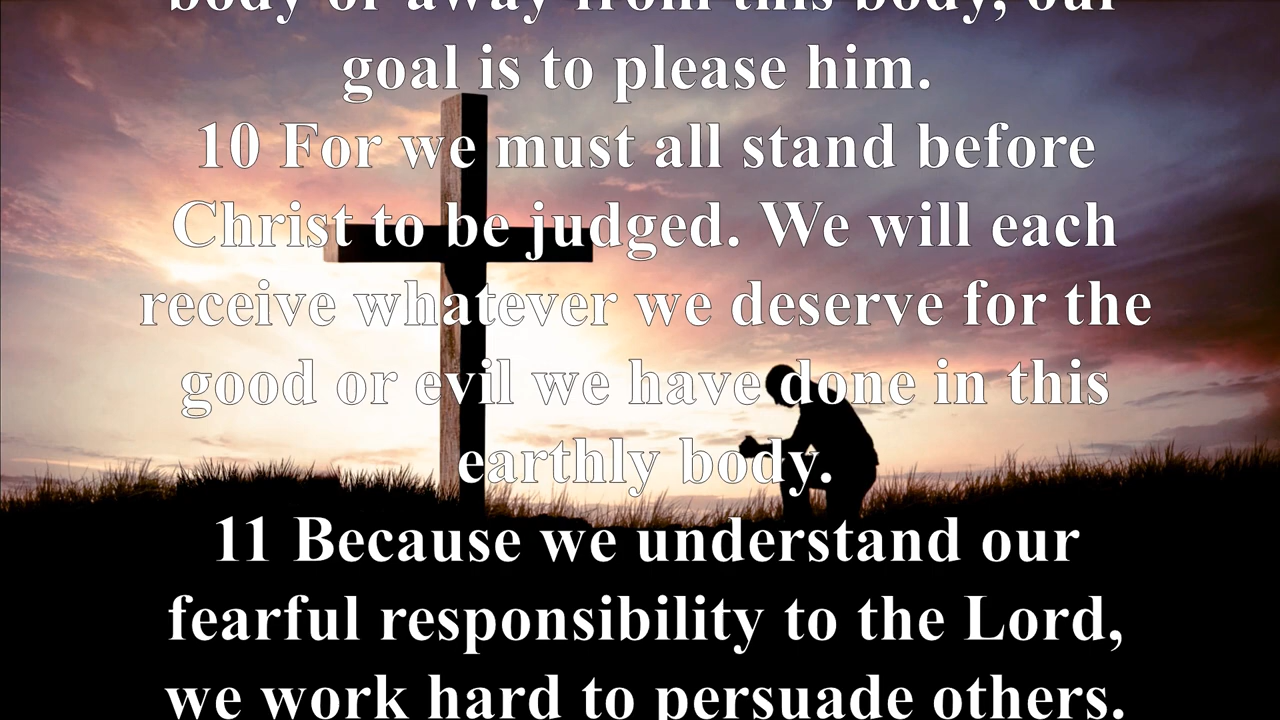 body or away from this body, our
goal is to please him.
10 For we must all stand before
Christ to be judged. We will each
receive whatever we deserve for the
good or evil we have done in this
earthly body.
11 Because we understand our
fearful responsibility to the Lord,
we work hard to persuade others.